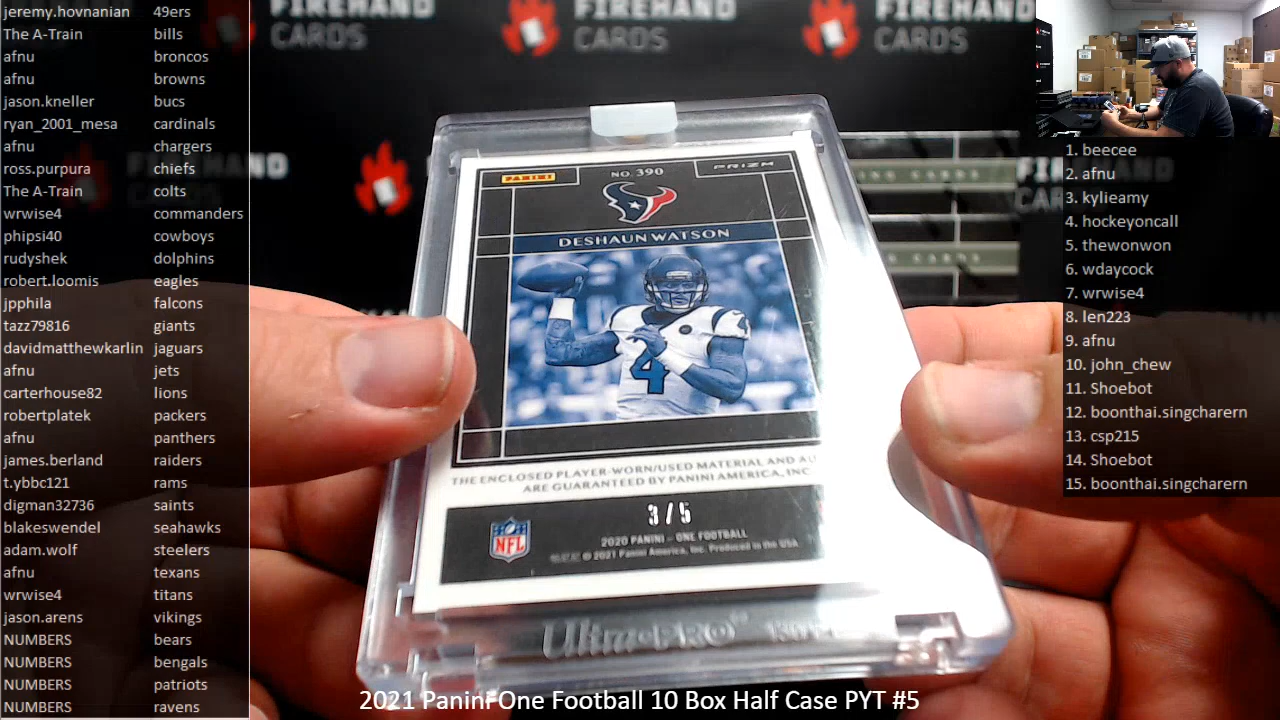 jeremy.hovnanian 49ers
The A-Train bills
afnu broncos
afnu browns
jason.kneller bucs
ryan_2001_mesa cardinals
afnu chargers
ross.purpura chiefs
The A-Train colts
wrwise4 commanders
phipsi40 cowboys
rudyshek dolphins
robert.loomis eagles
jpphila falcons
tazz79816 giants
davidmatthewkarlin jaguars
afnu jets
carterhouse82 lions
robertplatek packers
afnu panthers
james.berland raiders
t.ybbc121 rams
digman32736 saints
blakeswendel seahawks
adam.wolf steelers
afnu texans
wrwise4 titans
jason.arens vikings
NUMBERS bears
NUMBERS bengals
NUMBERS patriots
NUMBERS ravens
FIREHAND
CARDS
FIREHAND
CARDS
FIREHAND
CARDS
PANINI
NO. 390
PRIZM
DESHAUN WATSON
4
THE ENCLOSED PLAYER-WORN/USED MATERIAL AND
ARE GUARANTEED BY PANINI AMERICA, INC.
3/5
NFL
2020 PANINI - ONE FOOTBALL
© 2021 Panini America, Inc. Produced in the USA.
Ultra·PRO
1. beecee
2. afnu
3. kylieamy
4. hockeyoncall
5. thewonwon
6. wdaycock
7. wrwise4
8. len223
9. afnu
10. john_chew
11. Shoebot
12. boonthai.singcharern
13. csp215
14. Shoebot
15. boonthai.singcharern
2021 Panini One Football 10 Box Half Case PYT #5